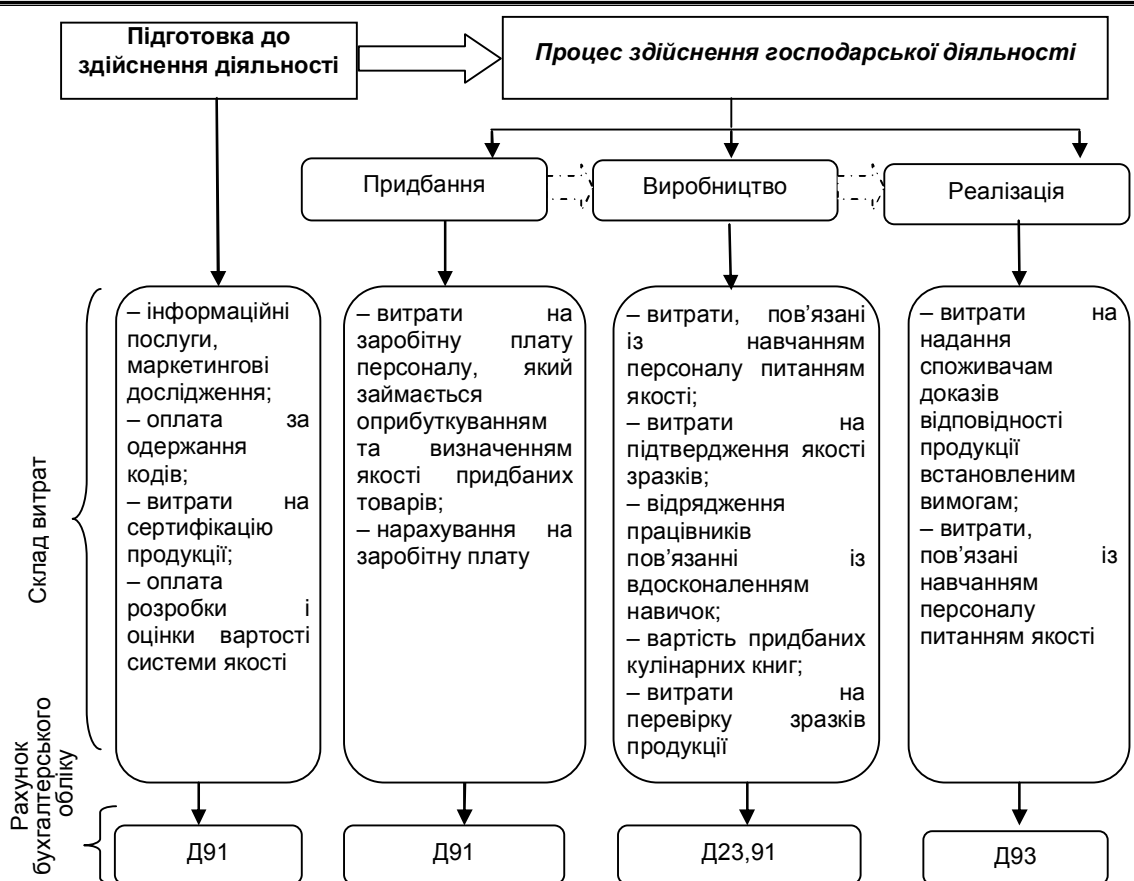 Підготовка до
здійснення діяльності
Процес здійснення господарської діяльності
Придбання
Виробництво
Реалізація
Склад витрат
– інформаційні
послуги,
маркетингові
дослідження;
– оплата за
одержання
кодів;
– витрати на
сертифікацію
продукції;
– оплата
розробки і
оцінки вартості
системи якості
– витрати на
заробітну плату
персоналу, який
займається
оприбуткуванням
та визначенням
якості придбаних
товарів;
– нарахування на
заробітну плату
– витрати, пов’язані
із навчанням
персоналу питанням
якості;
– витрати на
підтвердження якості
зразків;
– відрядження
працівників
пов’язанні із
вдосконаленням
навичок;
– вартість придбаних
кулінарних книг;
– витрати на
перевірку зразків
продукції
– витрати на
надання
споживачам
доказів
відповідності
продукції
встановленим
вимогам;
– витрати,
пов’язані із
навчанням
персоналу
питанням якості
Рахунок
бухгалтерського
обліку
Д91
Д91
Д23,91
Д93